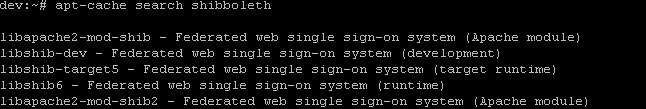 dev:~# apt-cache search shibboleth
libapache2-mod-shib - Federated web single sign-on system (Apache module)
libshib-dev - Federated web single sign-on system (development)
libshib-target5 - Federated web single sign-on system (target runtime)
libshib6 - Federated web single sign-on system (runtime)
libapache2-mod-shib2 - Federated web single sign-on system (Apache module)